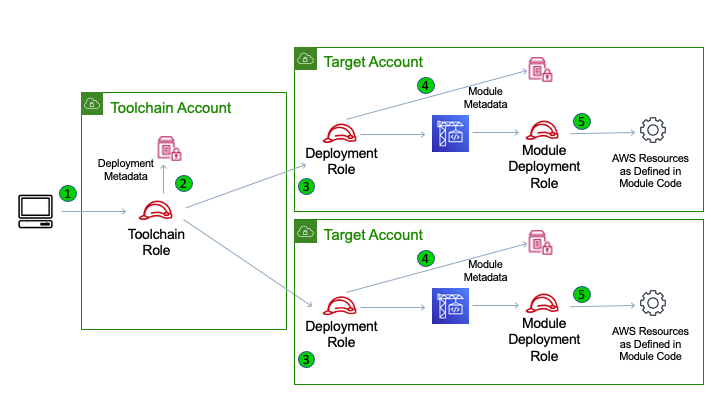 Toolchain Account
Deployment
Metadata
1
2
Toolchain
Role
Target Account
4
Module
Metadata
5
Deployment
Role
3
Module
Deployment
Role
AWS Resources
as Defined in
Module Code
Target Account
4
Module
Metadata
5
Deployment
Role
3
Module
Deployment
Role
AWS Resources
as Defined in
Module Code